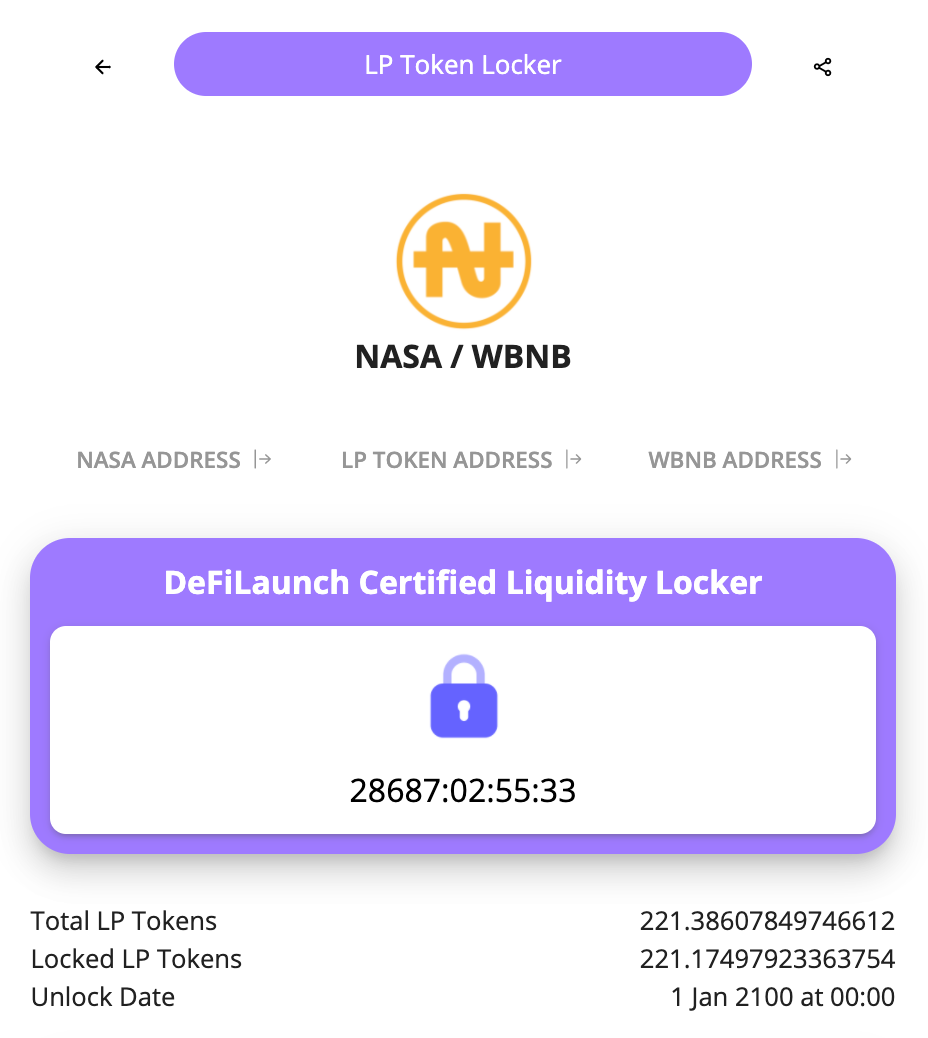 LP Token Locker
NASA / WBNB
NASA ADDRESS LP TOKEN ADDRESS WBNB ADDRESS
DeFiLaunch Certified Liquidity Locker
28687:02:55:33
Total LP Tokens 221.38607849746612
Locked LP Tokens 221.17497923363754
Unlock Date 1 Jan 2100 at 00:00